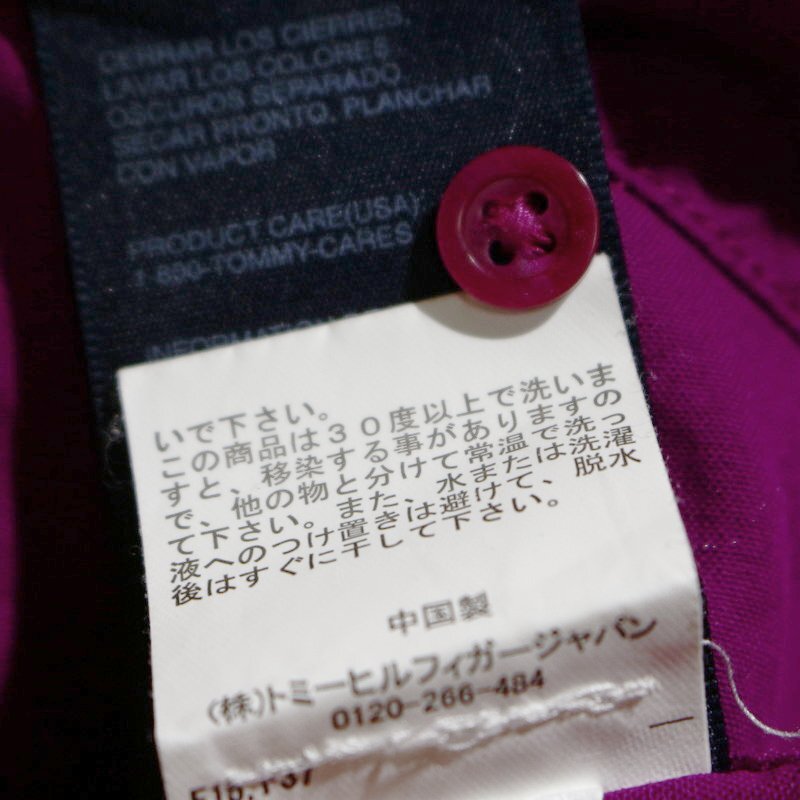 CERRAR LOS CIERRES.
LAVAR LOS COLORES
OSCUROS SEPARADO.
SECAR PRONTO. PLANCHAR
CON VAPOR
PRODUCT CARE(USA)
1-800-TOMMY-CARES
いで下さい。
この商品は30度以上で洗いま
すと、移染する事がありますの
で、他の物と分けて常温で洗っ
て下さい。また、水または洗濯
液へのつけ置きは避けて、脱水
後はすぐに干して下さい。
中国製
(株)トミーヒルフィガージャパン
0120-266-484